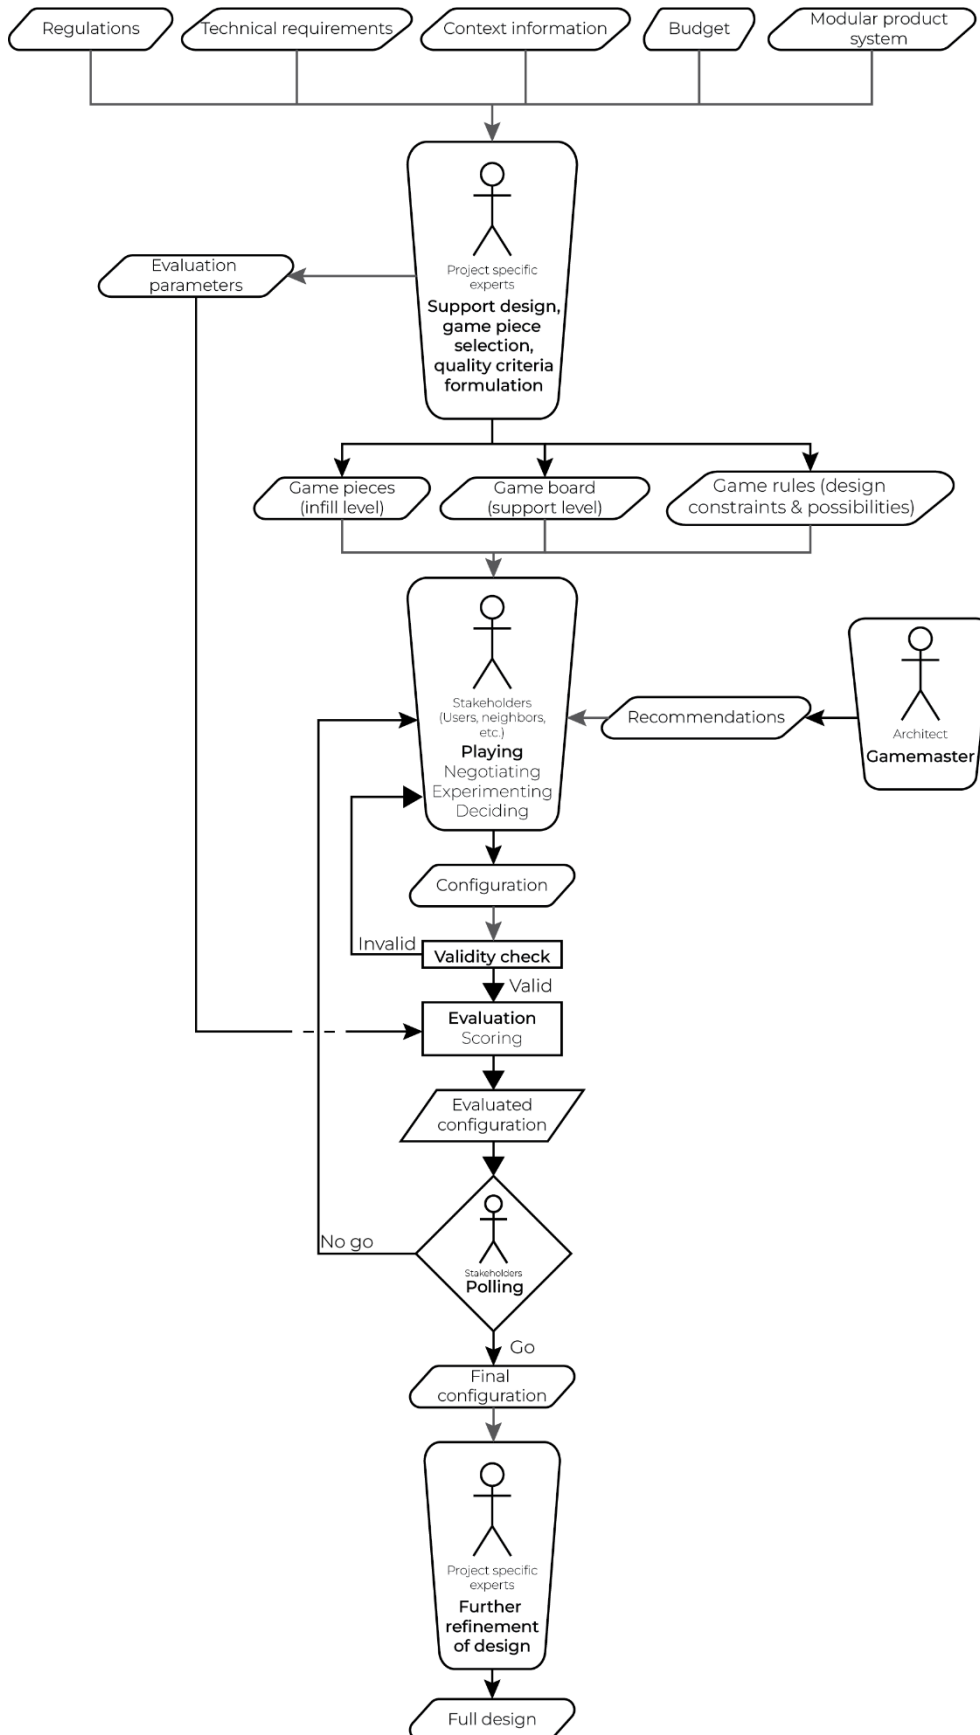 Regulations
Technical requirements
Context information
Budget
Modular product
system
Project specific
experts
Support design,
game piece
selection,
quality criteria
formulation
Evaluation
parameters
Game pieces
(infill level)
Game board
(support level)
Game rules (design
constraints & possibilities)
Stakeholders
(Users, neighbors,
etc.)
Playing
Negotiating
Experimenting
Deciding
Recommendations
Architect
Gamemaster
Configuration
Invalid
Validity check
Valid
Evaluation
Scoring
Evaluated
configuration
Stakeholders
Polling
No go
Go
Final
configuration
Project specific
experts
Further
refinement
of design
Full design